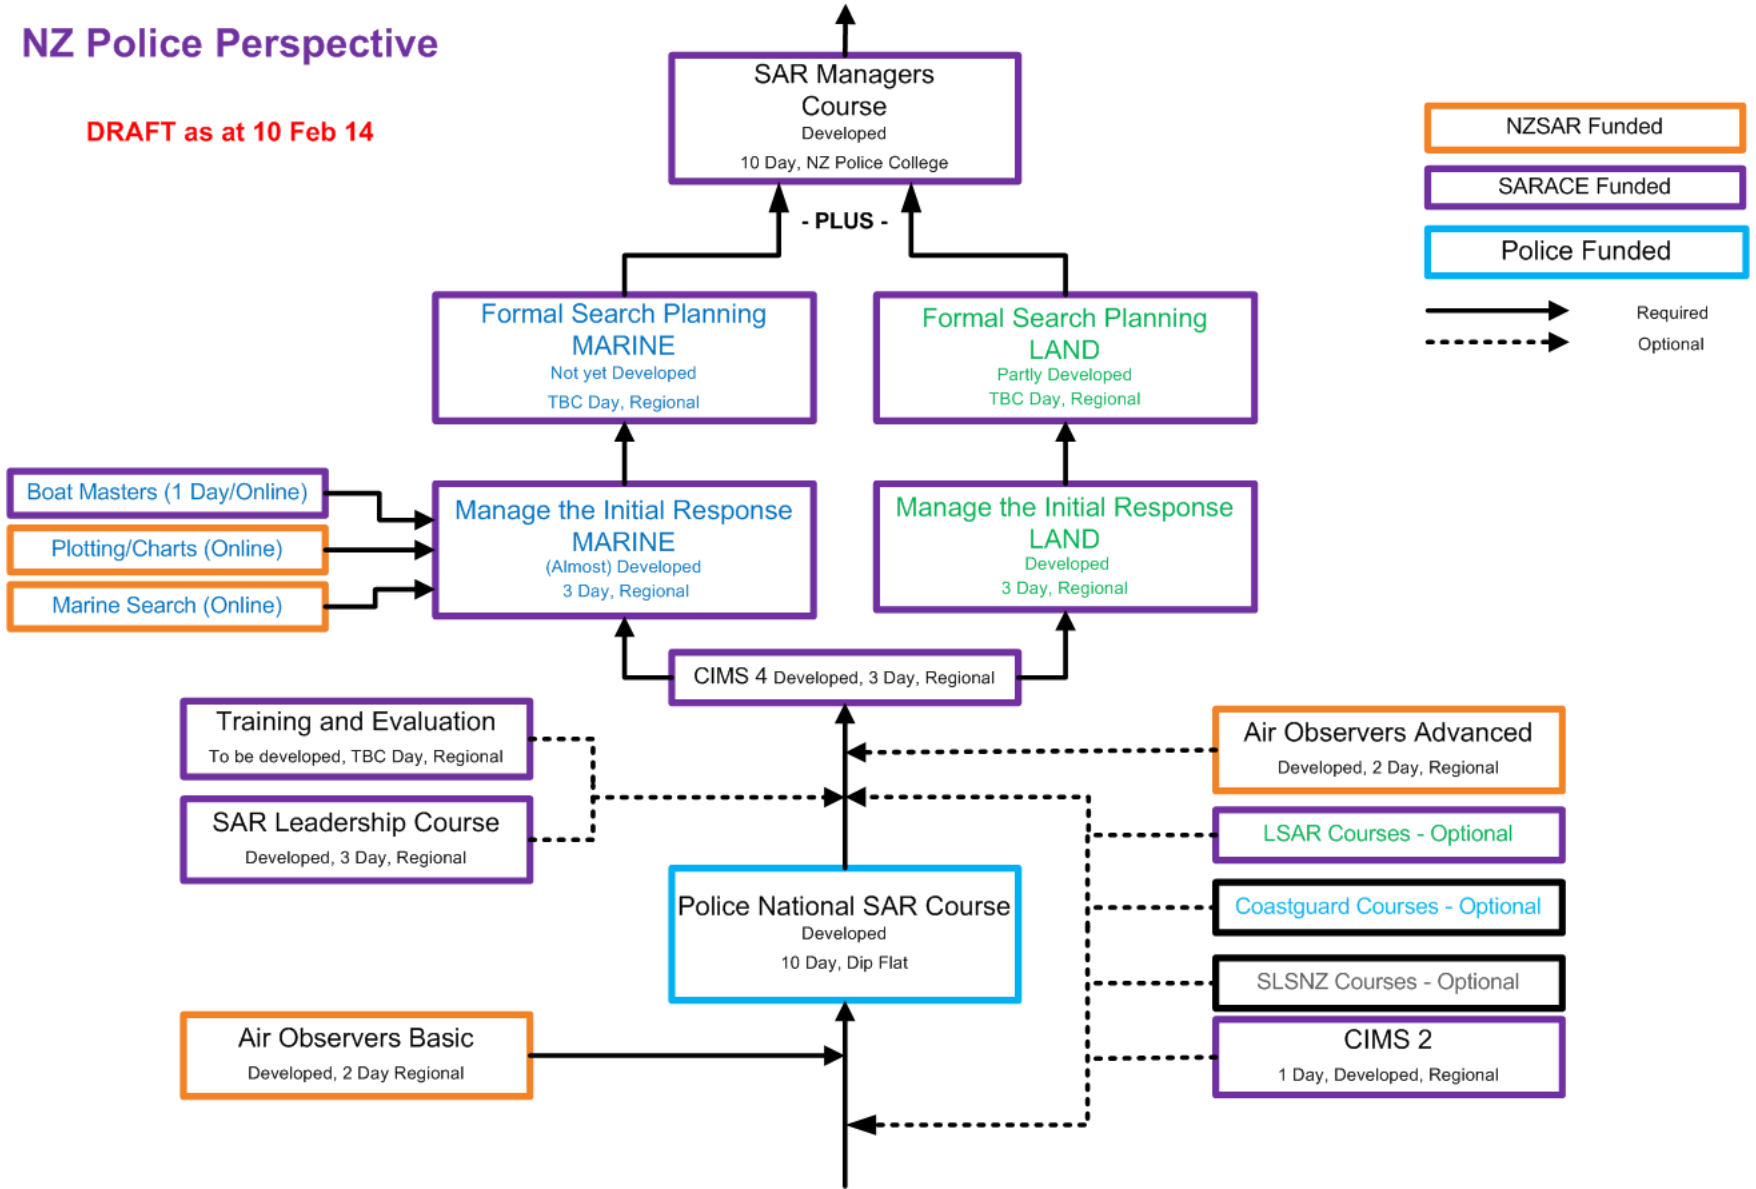 NZ Police Perspective
DRAFT as at 10 Feb 14
SAR Managers
Course
Developed
10 Day, NZ Police College
- PLUS -
NZSAR Funded
SARACE Funded
Police Funded
Required
Optional
Formal Search Planning
MARINE
Not yet Developed
TBC Day, Regional
Formal Search Planning
LAND
Partly Developed
TBC Day, Regional
Boat Masters (1 Day/Online)
Plotting/Charts (Online)
Marine Search (Online)
Manage the Initial Response
MARINE
(Almost) Developed
3 Day, Regional
Manage the Initial Response
LAND
Developed
3 Day, Regional
CIMS 4 Developed, 3 Day, Regional
Training and Evaluation
To be developed, TBC Day, Regional
SAR Leadership Course
Developed, 3 Day, Regional
Air Observers Advanced
Developed, 2 Day, Regional
LSAR Courses - Optional
Coastguard Courses - Optional
SLSNZ Courses - Optional
CIMS 2
1 Day, Developed, Regional
Police National SAR Course
Developed
10 Day, Dip Flat
Air Observers Basic
Developed, 2 Day Regional